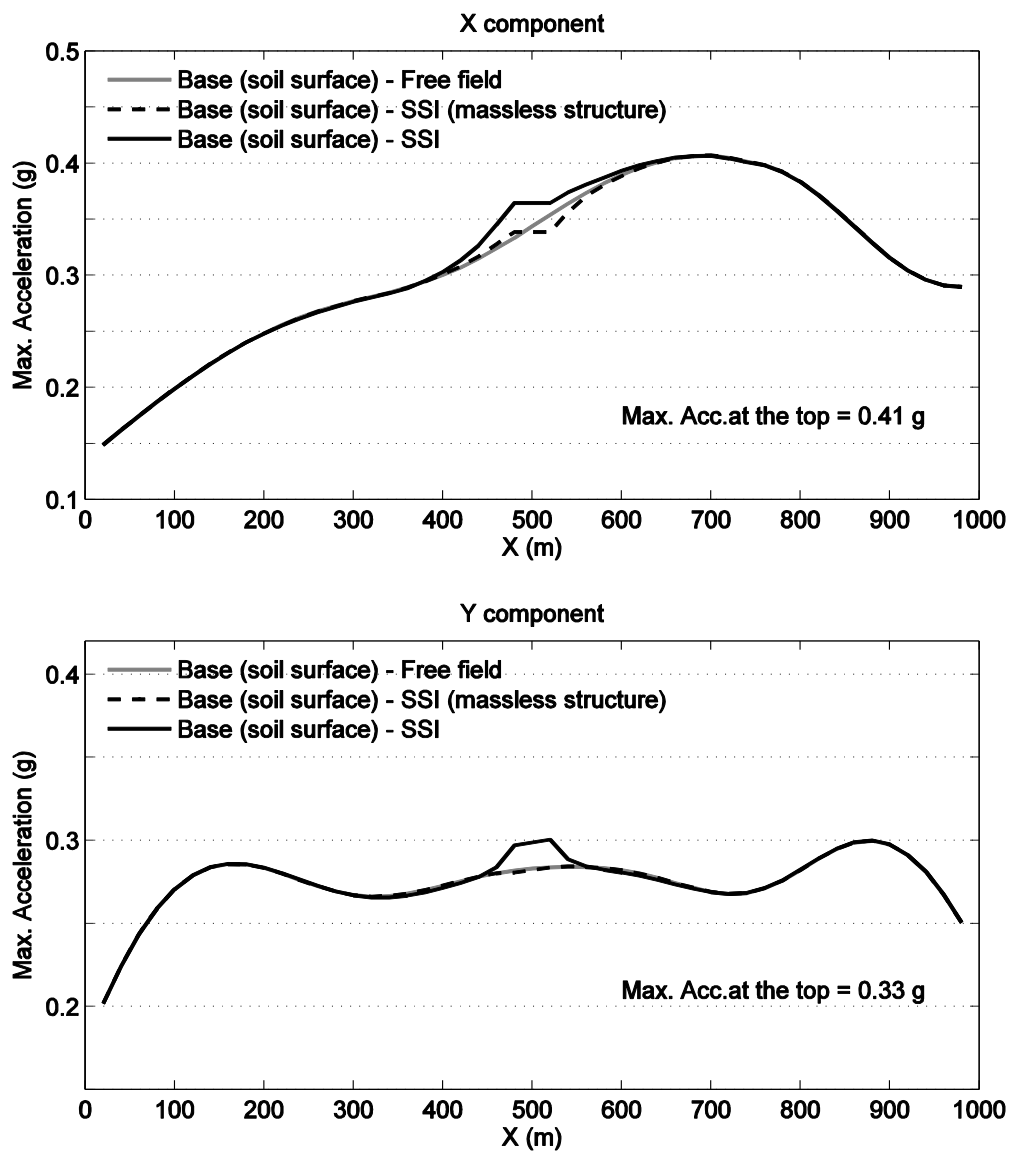 X component
0.5
Base (soil surface) - Free field
Base (soil surface) - SSI (massless structure)
Base (soil surface) - SSI
0.4
0.3
0.2
0.1
Max. Acceleration (g)
Max. Acc.at the top = 0.41 g
0 100 200 300 400 500 600 700 800 900 1000
X (m)
Y component
Base (soil surface) - Free field
0.4
Base (soil surface) - SSI (massless structure)
Base (soil surface) - SSI
0.3
0.2
Max. Acceleration (g)
Max. Acc.at the top = 0.33 g
0 100 200 300 400 500 600 700 800 900 1000
X (m)